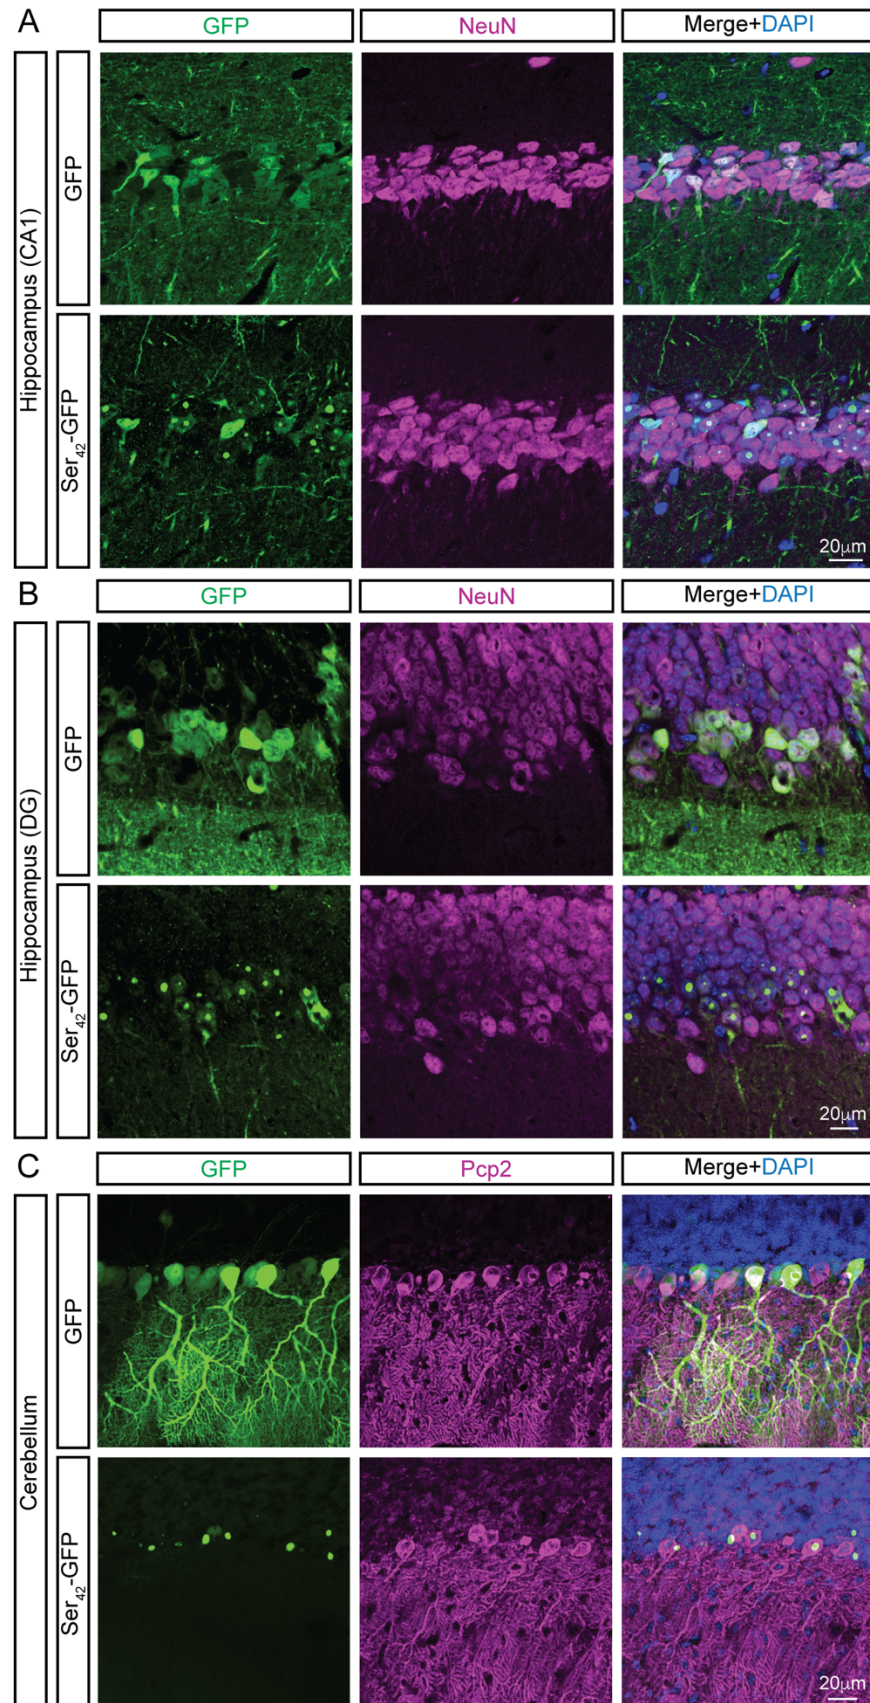 A
GFP
NeuN
Merge+DAPI
Hippocampus (CA1)
GFP
Ser42-GFP
20μm
B
GFP
NeuN
Merge+DAPI
Hippocampus (DG)
GFP
Ser42-GFP
20μm
C
GFP
Pcp2
Merge+DAPI
Cerebellum
GFP
Ser42-GFP
20μm